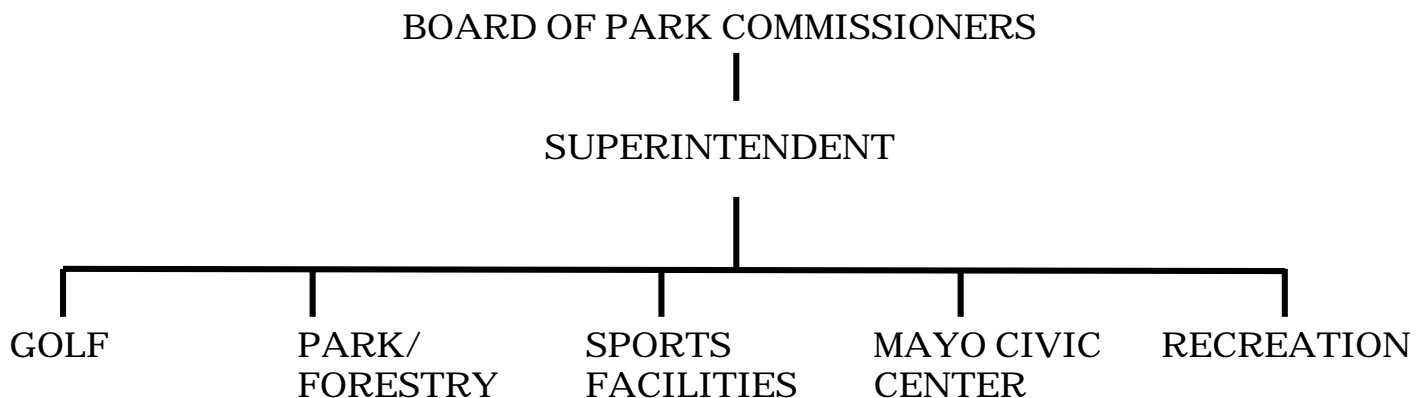 BOARD OF PARK COMMISSIONERS
SUPERINTENDENT
GOLF
PARK/
FORESTRY
SPORTS
FACILITIES
MAYO CIVIC
CENTER
RECREATION